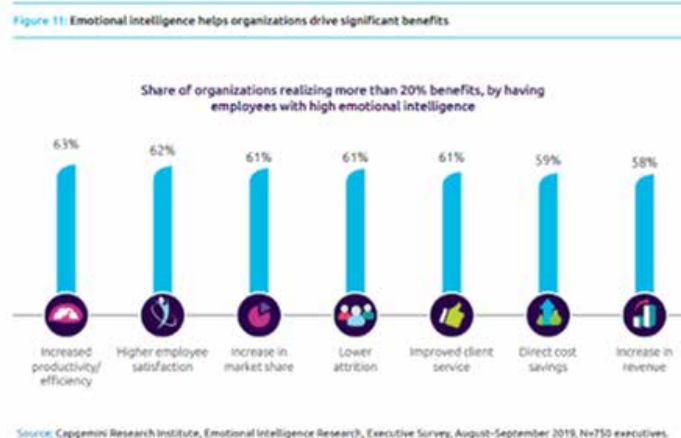 Figure 11: Emotional intelligence helps organizations drive significant benefits
Share of organizations realizing more than 20% benefits, by having
employees with high emotional intelligence
63% 62% 61% 61% 61% 59% 58%
Increased Higher employee Increase in Lower Improved client Direct cost Increase in
productivity/ satisfaction market share attrition service savings revenue
efficiency
Source: Capgemini Research Institute, Emotional Intelligence Research, Executive Survey, August–September 2019, N=750 executives.